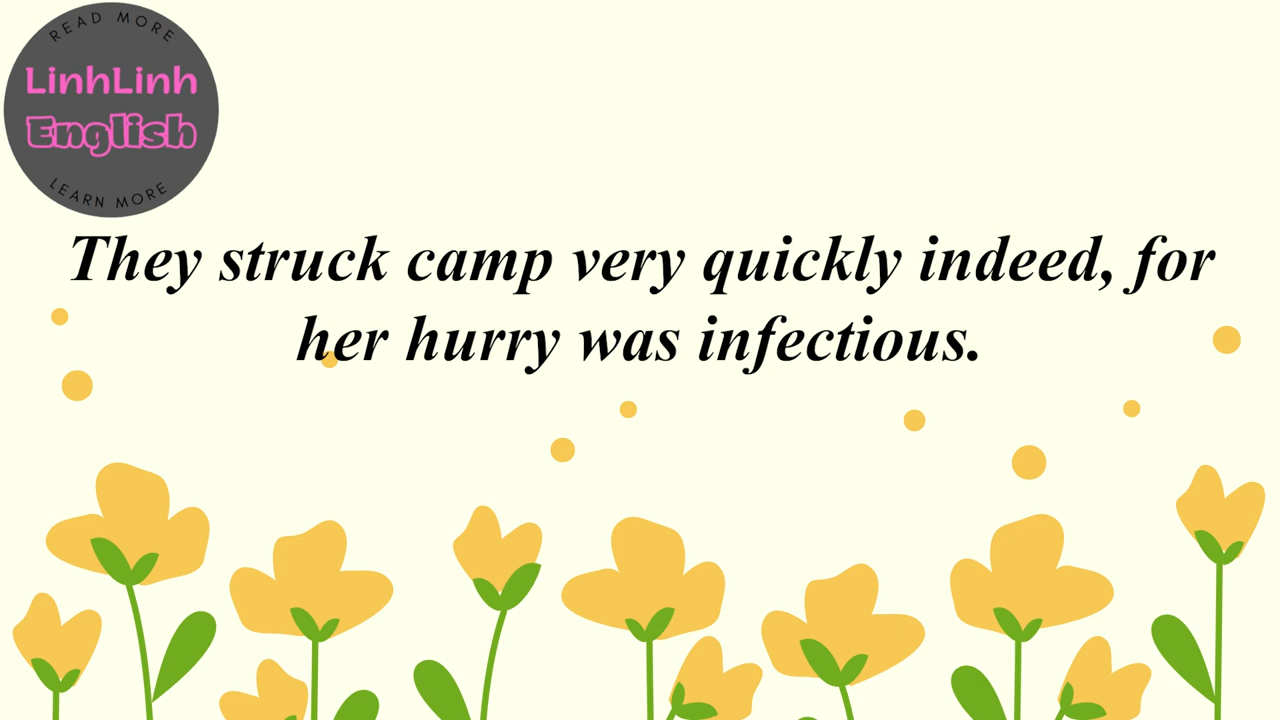 READ MORE
LinhLinh
English
LEARN MORE
They struck camp very quickly indeed, for
her hurry was infectious.